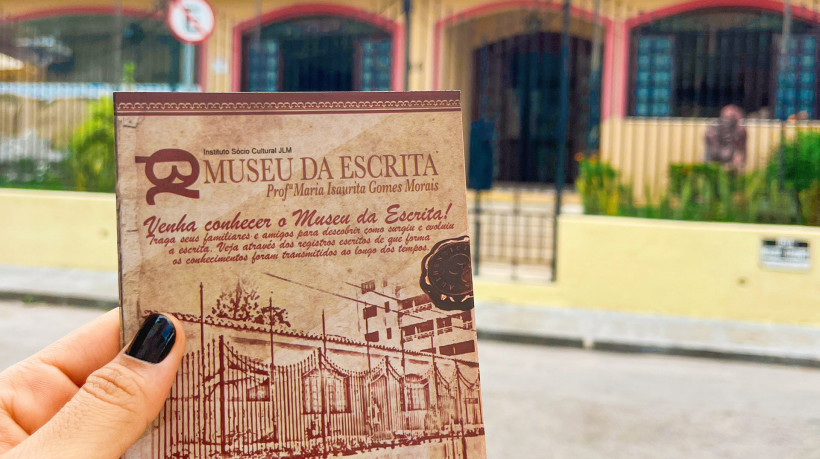 Instituto Sócio Cultural JLM
MUSEU DA ESCRITA
Profª Maria Isaurita Gomes Morais
Venha conhecer o Museu da Escrita!
Traga seus familiares e amigos para descobrir como surgiu e evoluiu
a escrita. Veja através dos registros escritos de que forma
os conhecimentos foram transmitidos ao longo dos tempos.